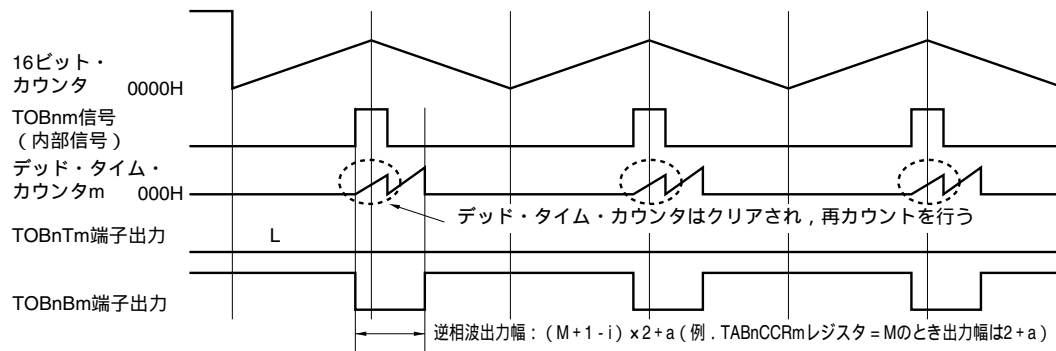 16ビット・
カウンタ 0000H
TOBnm信号
(内部信号)
デッド・タイム・
カウンタm 000H
デッド・タイム・カウンタはクリアされ,再カウントを行う
TOBnTm端子出力 L
TOBnBm端子出力
逆相波出力幅:(M+1-i)×2+a(例.TABnCCRmレジスタ=Mのとき出力幅は2+a)